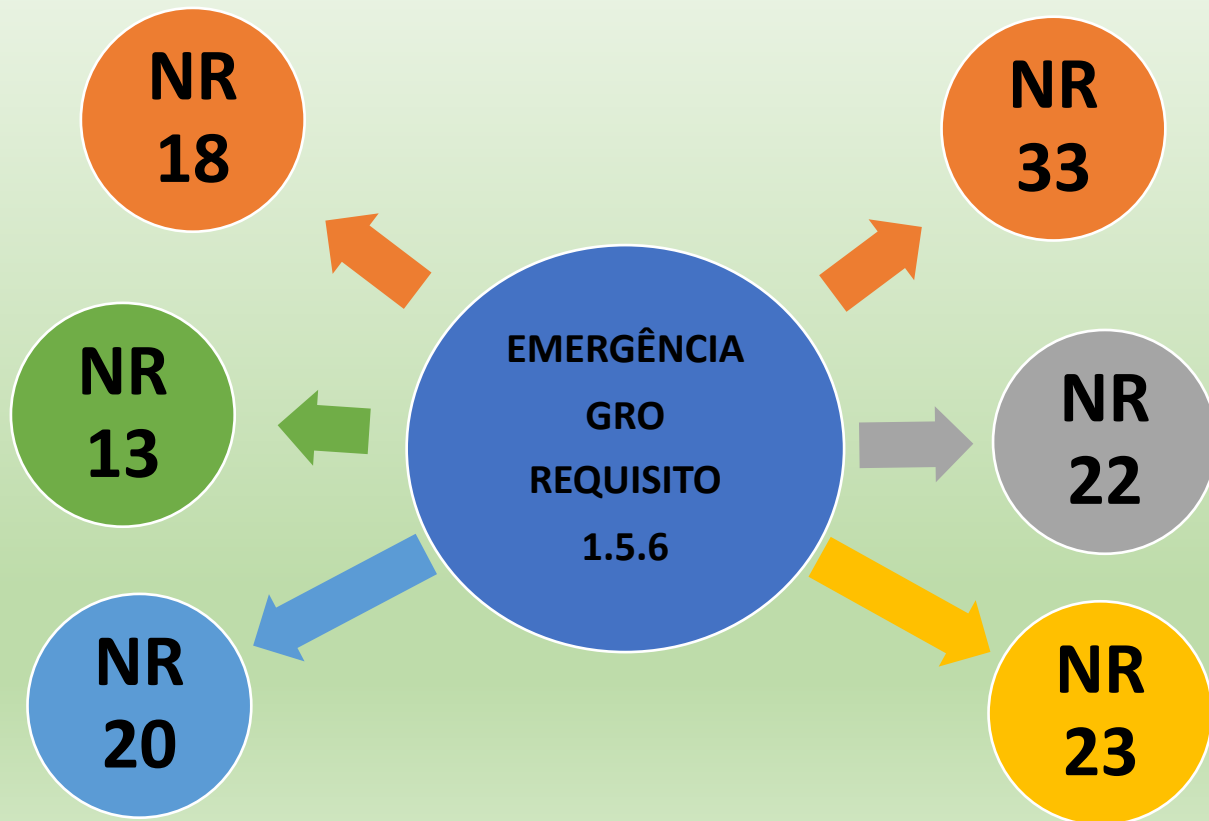 NR
18
NR
33
EMERGÊNCIA
GRO
REQUISITO
1.5.6
NR
13
NR
22
NR
20
NR
23